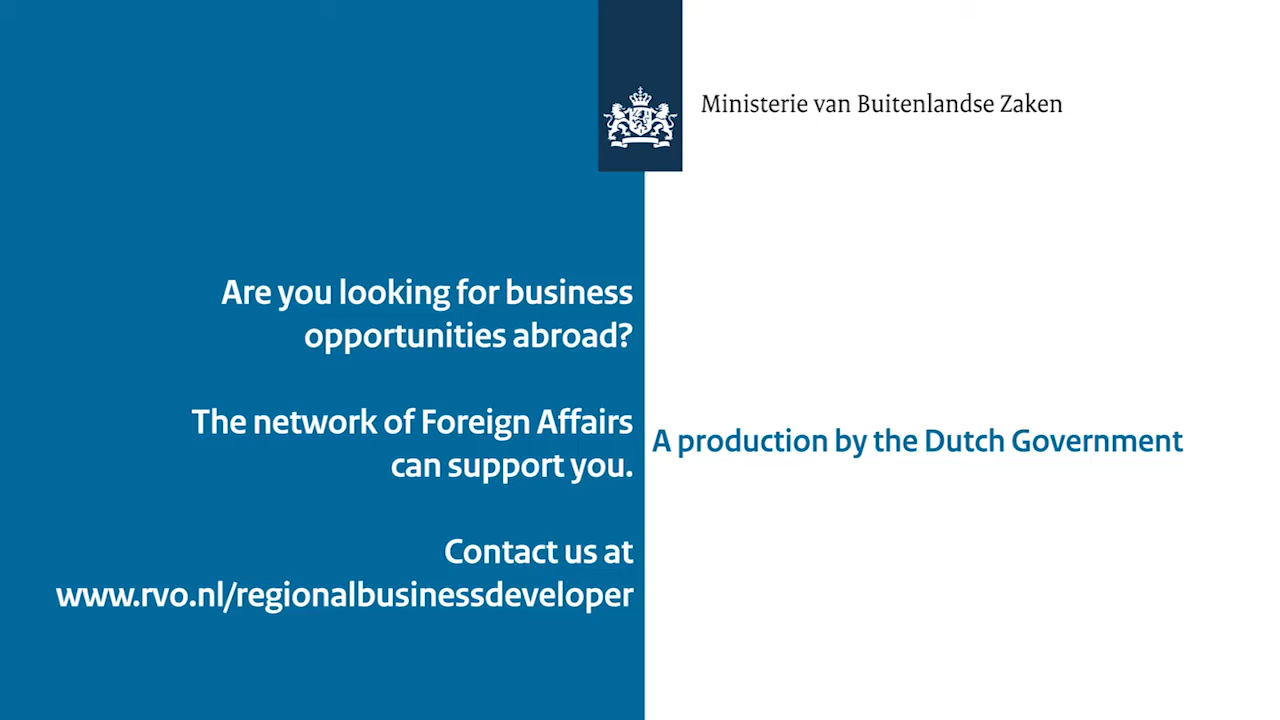 Ministerie van Buitenlandse Zaken
Are you looking for business
opportunities abroad?
The network of Foreign Affairs
can support you.
Contact us at
www.rvo.nl/regionalbusinessdeveloper
A production by the Dutch Government